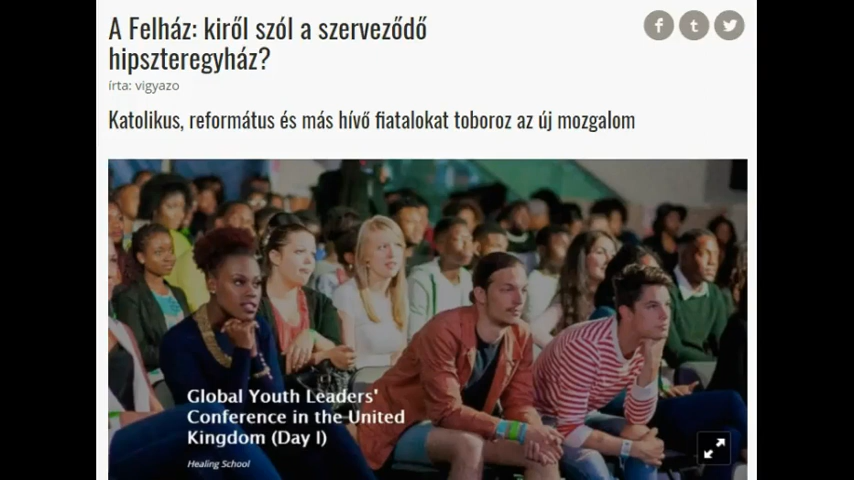 A Felház: kiről szól a szerveződő
hipszteregyház?
írta: vigyazo
Katolikus, református és más hívő fiatalokat toboroz az új mozgalom
Global Youth Leaders'
Conference in the United
Kingdom (Day I)
Healing School